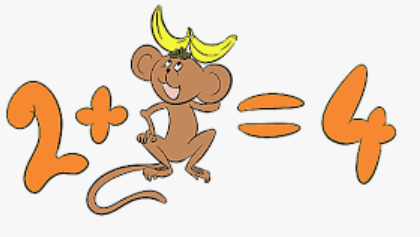 2+ = 4